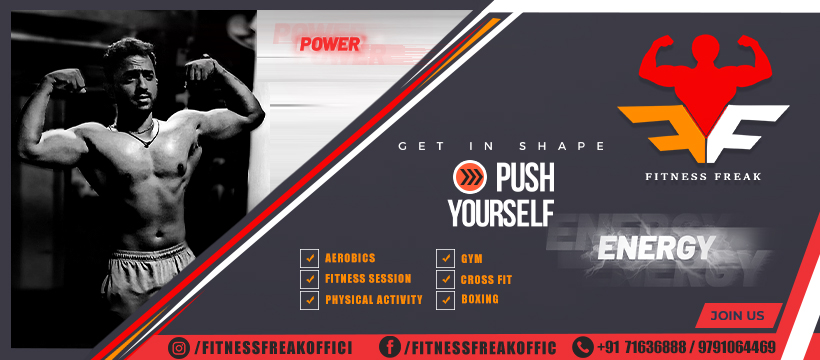 POWER
GET IN SHAPE
PUSH
YOURSELF
FITNESS FREAK
ENERGY
AEROBICS
FITNESS SESSION
PHYSICAL ACTIVITY
GYM
CROSS FIT
BOXING
JOIN US
/FITNESSFREAKOFFICI
/FITNESSFREAKOFFIC
+91 71636888 / 9791064469